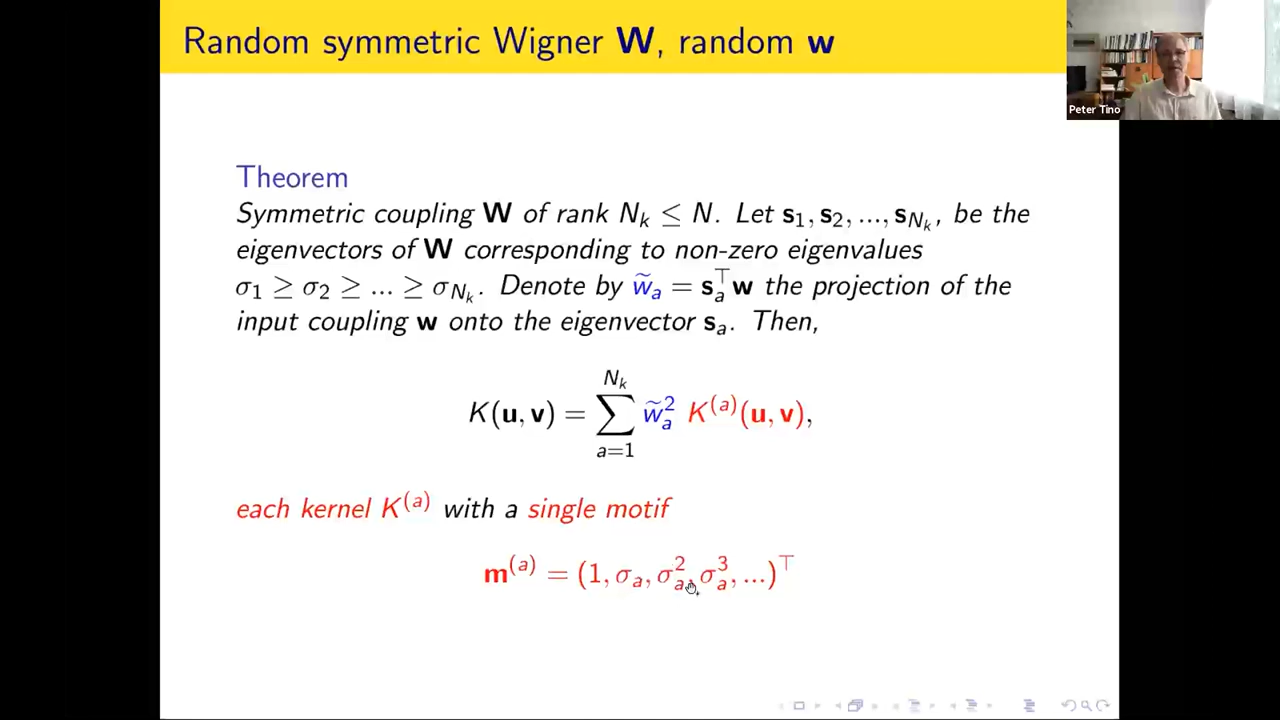 Random symmetric Wigner W, random w
Peter Tino
Theorem
Symmetric coupling W of rank N_k ≤ N. Let s_1, s_2, ..., s_{N_k}, be the
eigenvectors of W corresponding to non-zero eigenvalues
σ_1 ≥ σ_2 ≥ ... ≥ σ_{N_k}. Denote by w̃_a = s_a^⊤ w the projection of the
input coupling w onto the eigenvector s_a. Then,
K(u, v) = ∑_{a=1}^{N_k} w̃_a^2 K^{(a)}(u, v),
each kernel K^{(a)} with a single motif
m^{(a)} = (1, σ_a, σ_a^2, σ_a^3, ...)^⊤